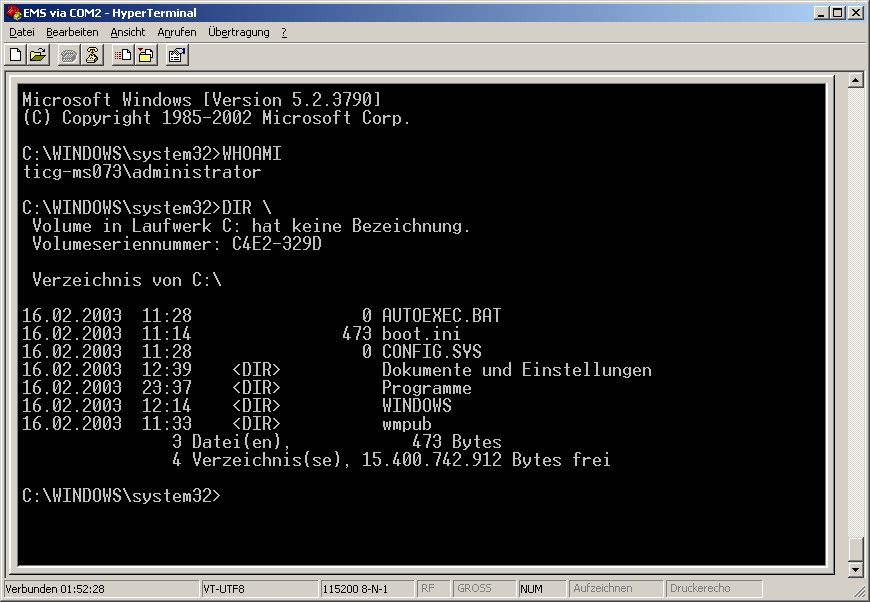 EMS via COM2 - HyperTerminal
Datei Bearbeiten Ansicht Anrufen Übertragung ?
Microsoft Windows [Version 5.2.3790]
(C) Copyright 1985-2002 Microsoft Corp.
C:\WINDOWS\system32>WHOAMI
ticg-ms073\administrator
C:\WINDOWS\system32>DIR \
Volume in Laufwerk C: hat keine Bezeichnung.
Volumeseriennummer: C4E2-329D
Verzeichnis von C:\
16.02.2003 11:28 0 AUTOEXEC.BAT
16.02.2003 11:14 473 boot.ini
16.02.2003 11:28 0 CONFIG.SYS
16.02.2003 12:39 <DIR> Dokumente und Einstellungen
16.02.2003 23:37 <DIR> Programme
16.02.2003 12:14 <DIR> WINDOWS
16.02.2003 11:33 <DIR> wmpub
3 Datei(en), 473 Bytes
4 Verzeichnis(se), 15.400.742.912 Bytes frei
C:\WINDOWS\system32>
Verbunden 01:52:28 VT-UTF8 115200 8-N-1 RF GROSS NUM Aufzeichnen Druckerecho